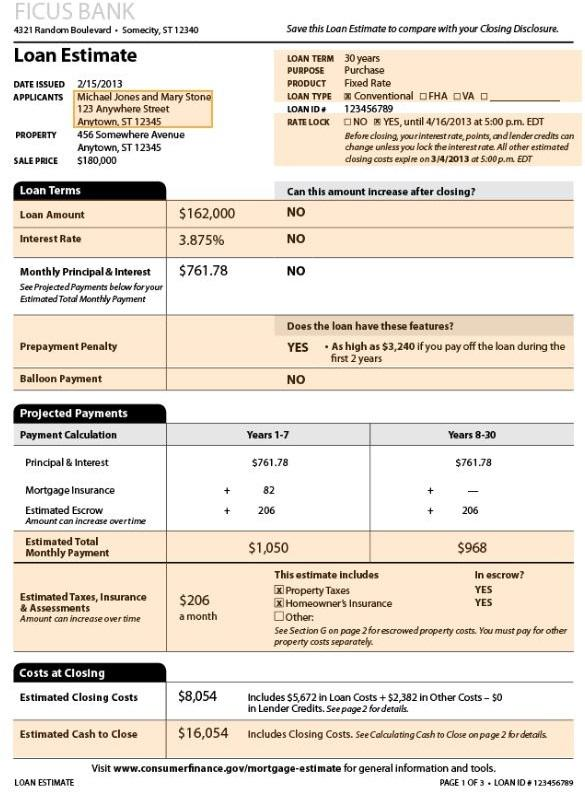 FICUS BANK
4321 Random Boulevard • Somecity, ST 12340
Save this Loan Estimate to compare with your Closing Disclosure.
Loan Estimate
DATE ISSUED 2/15/2013
APPLICANTS Michael Jones and Mary Stone
123 Anywhere Street
Anytown, ST 12345
PROPERTY 456 Somewhere Avenue
Anytown, ST 12345
SALE PRICE $180,000
LOAN TERM 30 years
PURPOSE Purchase
PRODUCT Fixed Rate
LOAN TYPE ☒ Conventional ☐ FHA ☐ VA ☐ ____________
LOAN ID # 123456789
RATE LOCK ☐ NO ☒ YES, until 4/16/2013 at 5:00 p.m. EDT
Before closing, your interest rate, points, and lender credits can
change unless you lock the interest rate. All other estimated
closing costs expire on 3/4/2013 at 5:00 p.m. EDT
Loan Terms Can this amount increase after closing?
Loan Amount $162,000 NO
Interest Rate 3.875% NO
Monthly Principal & Interest $761.78 NO
See Projected Payments below for your
Estimated Total Monthly Payment
Does the loan have these features?
Prepayment Penalty YES • As high as $3,240 if you pay off the loan during the
first 2 years
Balloon Payment NO
Projected Payments
Payment Calculation Years 1-7 Years 8-30
Principal & Interest $761.78 $761.78
Mortgage Insurance + 82 + —
Estimated Escrow + 206 + 206
Amount can increase over time
Estimated Total
Monthly Payment $1,050 $968
Estimated Taxes, Insurance
& Assessments
Amount can increase over time
$206
a month
This estimate includes In escrow?
☒ Property Taxes YES
☒ Homeowner's Insurance YES
☐ Other:
See Section G on page 2 for escrowed property costs. You must pay for other
property costs separately.
Costs at Closing
Estimated Closing Costs $8,054 Includes $5,672 in Loan Costs + $2,382 in Other Costs – $0
in Lender Credits. See page 2 for details.
Estimated Cash to Close $16,054 Includes Closing Costs. See Calculating Cash to Close on page 2 for details.
Visit www.consumerfinance.gov/mortgage-estimate for general information and tools.
LOAN ESTIMATE PAGE 1 OF 3 • LOAN ID # 123456789